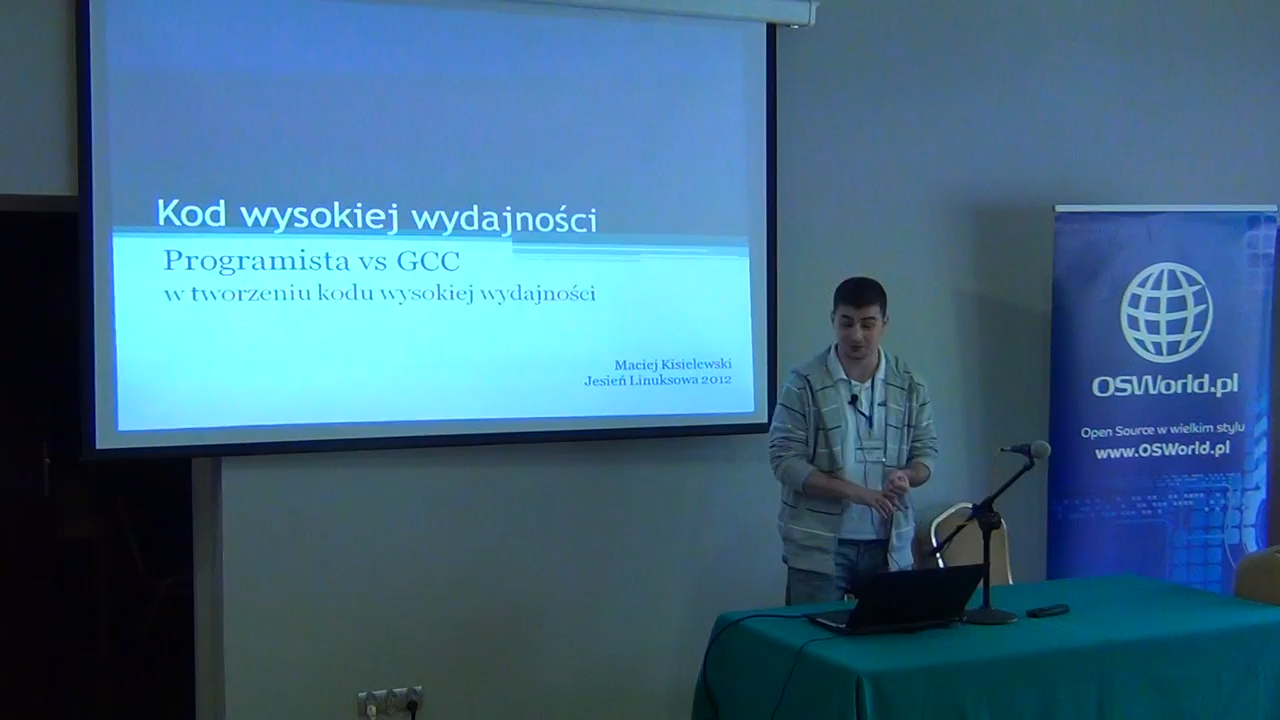 Kod wysokiej wydajności
Programista vs GCC
w tworzeniu kodu wysokiej wydajności
Maciej Kisielewski
Jesień Linuksowa 2012
OSWorld.pl
Open Source w wielkim stylu
www.OSWorld.pl